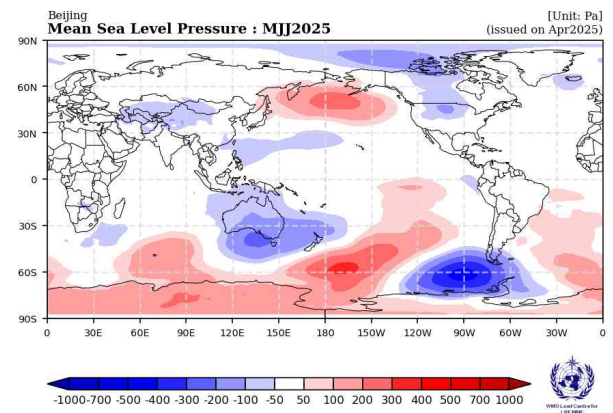 Beijing
[Unit: Pa]
Mean Sea Level Pressure : MJJ2025
(issued on Apr2025)
90N
60N
30N
0
30S
60S
90S
0 30E 60E 90E 120E 150E 180 150W 120W 90W 60W 30W 0
-1000 -700 -500 -400 -300 -200 -100 -50 50 100 200 300 400 500 700 1000
WMO Lead Centre for
LRFMME